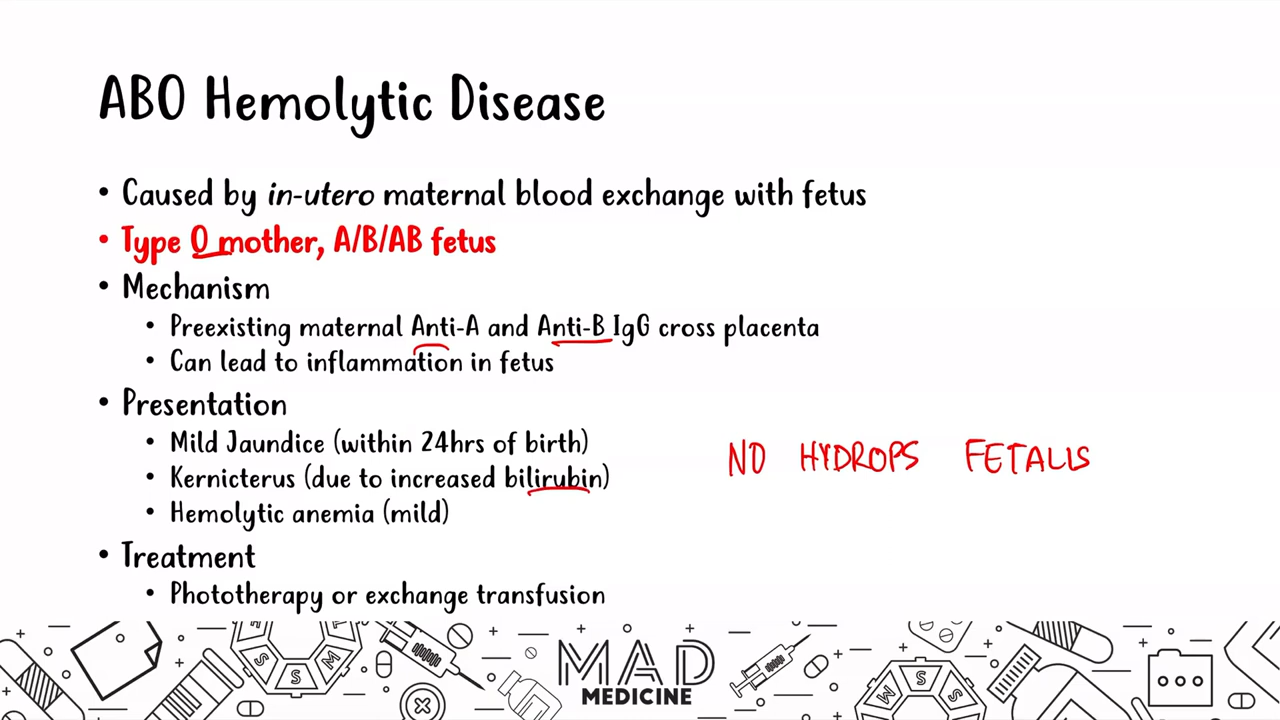 ABO Hemolytic Disease
• Caused by in-utero maternal blood exchange with fetus
• Type O mother, A/B/AB fetus
• Mechanism
• Preexisting maternal Anti-A and Anti-B IgG cross placenta
• Can lead to inflammation in fetus
• Presentation
• Mild Jaundice (within 24hrs of birth)
• Kernicterus (due to increased bilirubin)
• Hemolytic anemia (mild)
NO HYDROPS FETALIS
• Treatment
• Phototherapy or exchange transfusion
MAD
MEDICINE
S S M
M S S